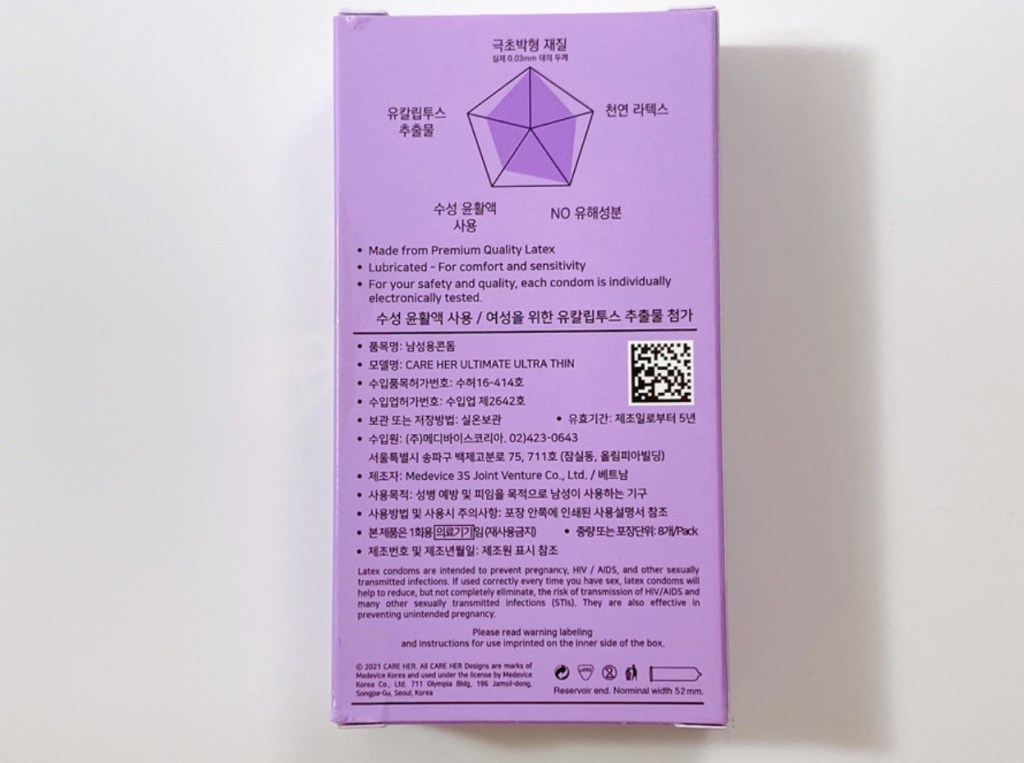 극초박형 재질
실제 0.03mm 대의 두께
유칼립투스
추출물
천연 라텍스
수성 윤활액
사용
NO 유해성분
• Made from Premium Quality Latex
• Lubricated - For comfort and sensitivity
• For your safety and quality, each condom is individually
electronically tested.
수성 윤활액 사용 / 여성을 위한 유칼립투스 추출물 첨가
• 품목명: 남성용콘돔
• 모델명: CARE HER ULTIMATE ULTRA THIN
• 수입품목허가번호: 수허16-414호
• 수입업허가번호: 수입업 제2642호
• 보관 또는 저장방법: 실온보관 • 유효기간: 제조일로부터 5년
• 수입원: (주)메디바이스코리아. 02)423-0643
서울특별시 송파구 백제고분로 75, 711호 (잠실동, 올림피아빌딩)
• 제조자: Medevice 3S Joint Venture Co., Ltd. / 베트남
• 사용목적: 성병 예방 및 피임을 목적으로 남성이 사용하는 기구
• 사용방법 및 사용시 주의사항: 포장 안쪽에 인쇄된 사용설명서 참조
• 본 제품은 1회용 의료기기임 (재사용금지) • 중량 또는 포장단위: 8개/Pack
• 제조번호 및 제조년월일: 제조원 표시 참조
Latex condoms are intended to prevent pregnancy, HIV / AIDS, and other sexually
transmitted infections. If used correctly every time you have sex, latex condoms will
help to reduce, but not completely eliminate, the risk of transmission of HIV/AIDS and
many other sexually transmitted infections (STIs). They are also effective in
preventing unintended pregnancy.
Please read warning labeling
and instructions for use imprinted on the inner side of the box.
© 2021 CARE HER. All CARE HER Designs are marks of
Medevice Korea and used under the license by Medevice
Korea Co., Ltd. 711 Olympia Bldg, 196 Jamsil-dong,
Songpa-Gu, Seoul, Korea
Reservoir end. Norminal width 52mm.